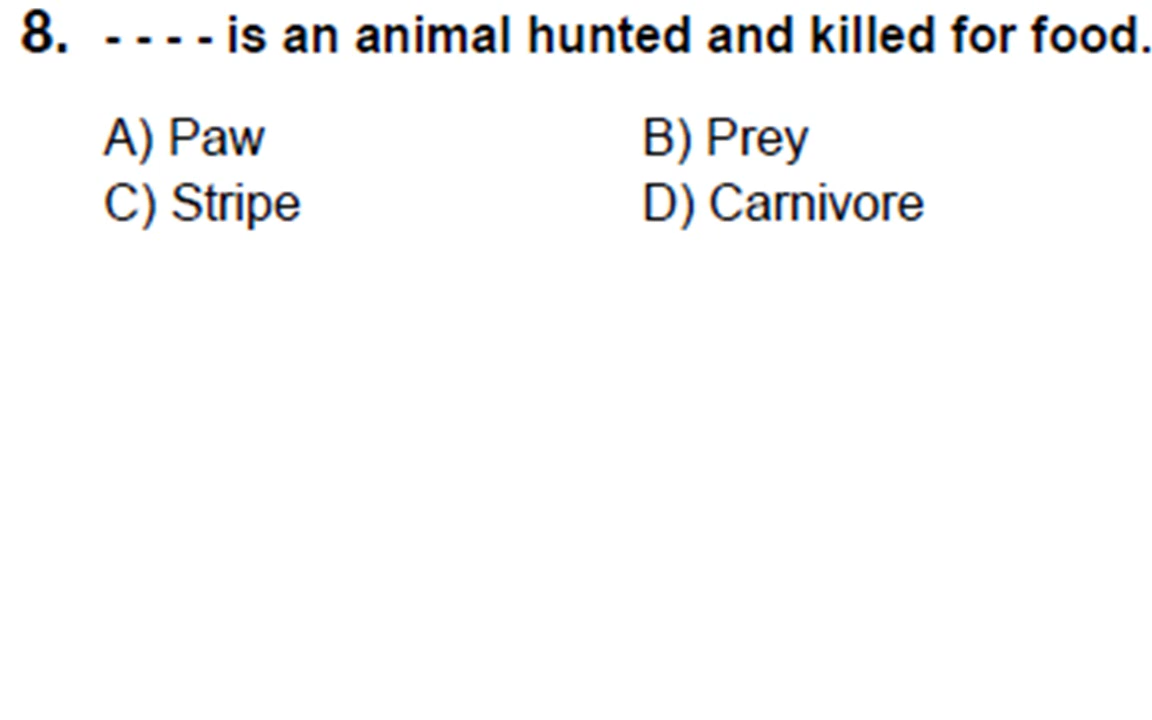 8. - - - - is an animal hunted and killed for food.
A) Paw B) Prey
C) Stripe D) Carnivore